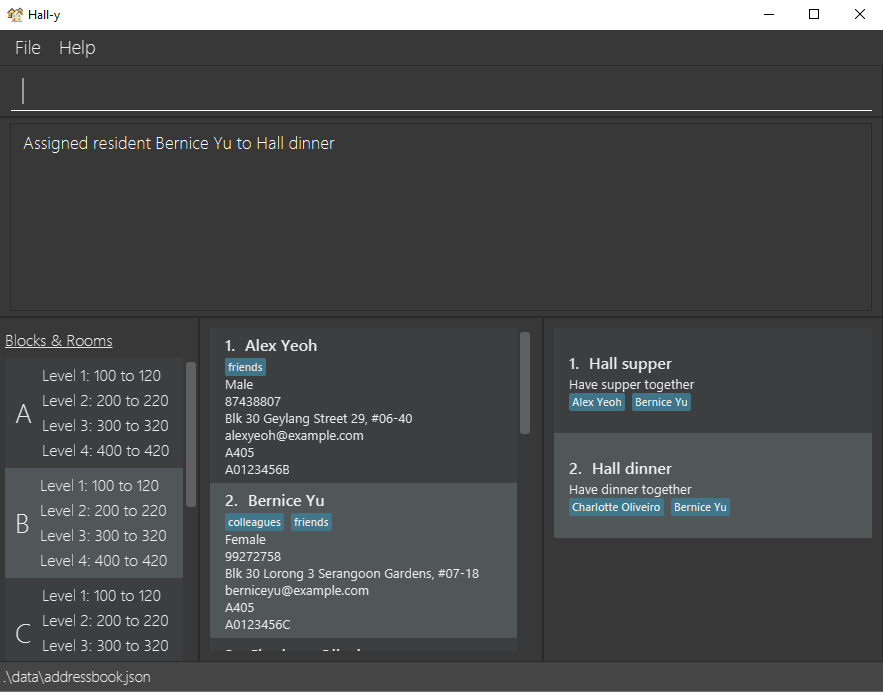 Hall-y
File Help
Assigned resident Bernice Yu to Hall dinner
Blocks & Rooms
A
Level 1: 100 to 120
Level 2: 200 to 220
Level 3: 300 to 320
Level 4: 400 to 420
B
Level 1: 100 to 120
Level 2: 200 to 220
Level 3: 300 to 320
Level 4: 400 to 420
C
Level 1: 100 to 120
Level 2: 200 to 220
Level 3: 300 to 320
1. Alex Yeoh
friends
Male
87438807
Blk 30 Geylang Street 29, #06-40
alexyeoh@example.com
A405
A0123456B
2. Bernice Yu
colleagues friends
Female
99272758
Blk 30 Lorong 3 Serangoon Gardens, #07-18
berniceyu@example.com
A405
A0123456C
1. Hall supper
Have supper together
Alex Yeoh Bernice Yu
2. Hall dinner
Have dinner together
Charlotte Oliveiro Bernice Yu
.\data\addressbook.json